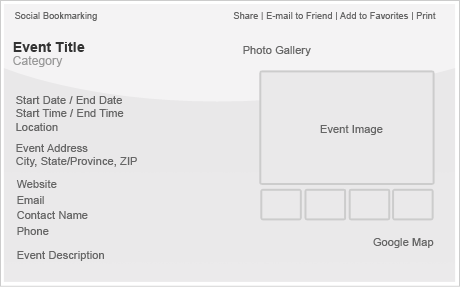 Social Bookmarking
Share | E-mail to Friend | Add to Favorites | Print
Event Title
Category
Photo Gallery
Start Date / End Date
Start Time / End Time
Location
Event Image
Event Address
City, State/Province, ZIP
Website
Email
Contact Name
Phone
Google Map
Event Description